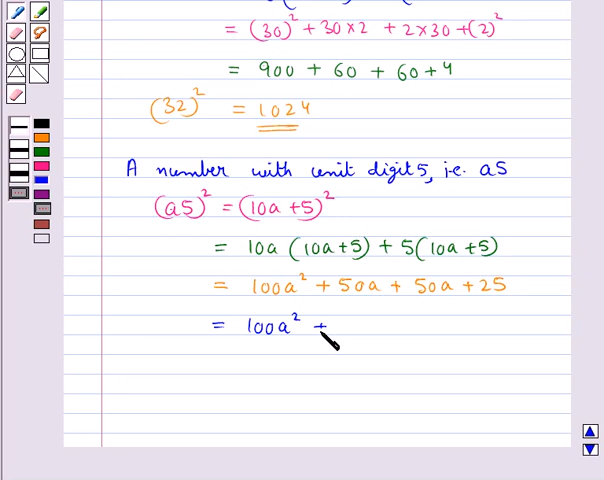 = (30)² + 30 × 2 + 2 × 30 + (2)²
= 900 + 60 + 60 + 4
(32)² = 1024
A number with unit digit 5, i.e. a5
(a5)² = (10a + 5)²
= 10a (10a + 5) + 5 (10a + 5)
= 100a² + 50a + 50a + 25
= 100a² +